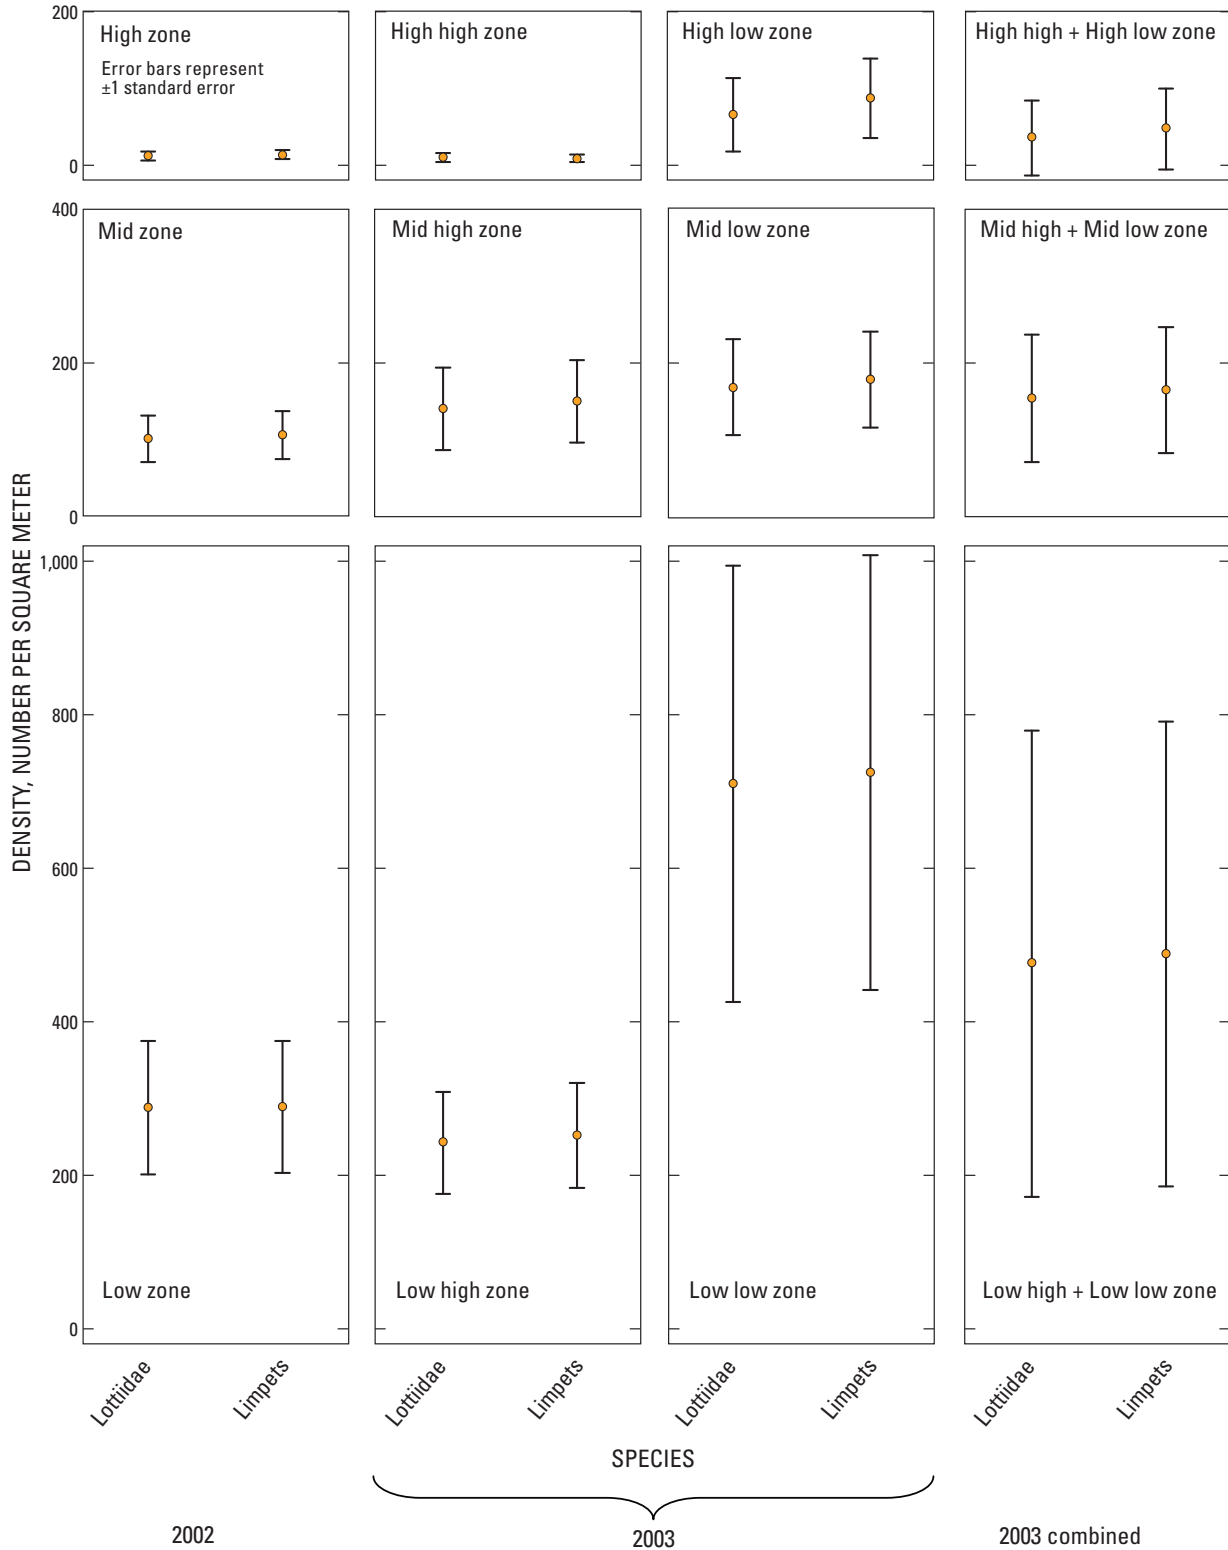 200
High zone
High high zone
High low zone
High high + High low zone
Error bars represent
±1 standard error
0
400
Mid zone
Mid high zone
Mid low zone
Mid high + Mid low zone
200
0
DENSITY, NUMBER PER SQUARE METER
1,000
800
600
400
200
Low zone
Low high zone
Low low zone
Low high + Low low zone
0
Lottiidae
Limpets
Lottiidae
Limpets
Lottiidae
Limpets
Lottiidae
Limpets
SPECIES
2002
2003
2003 combined